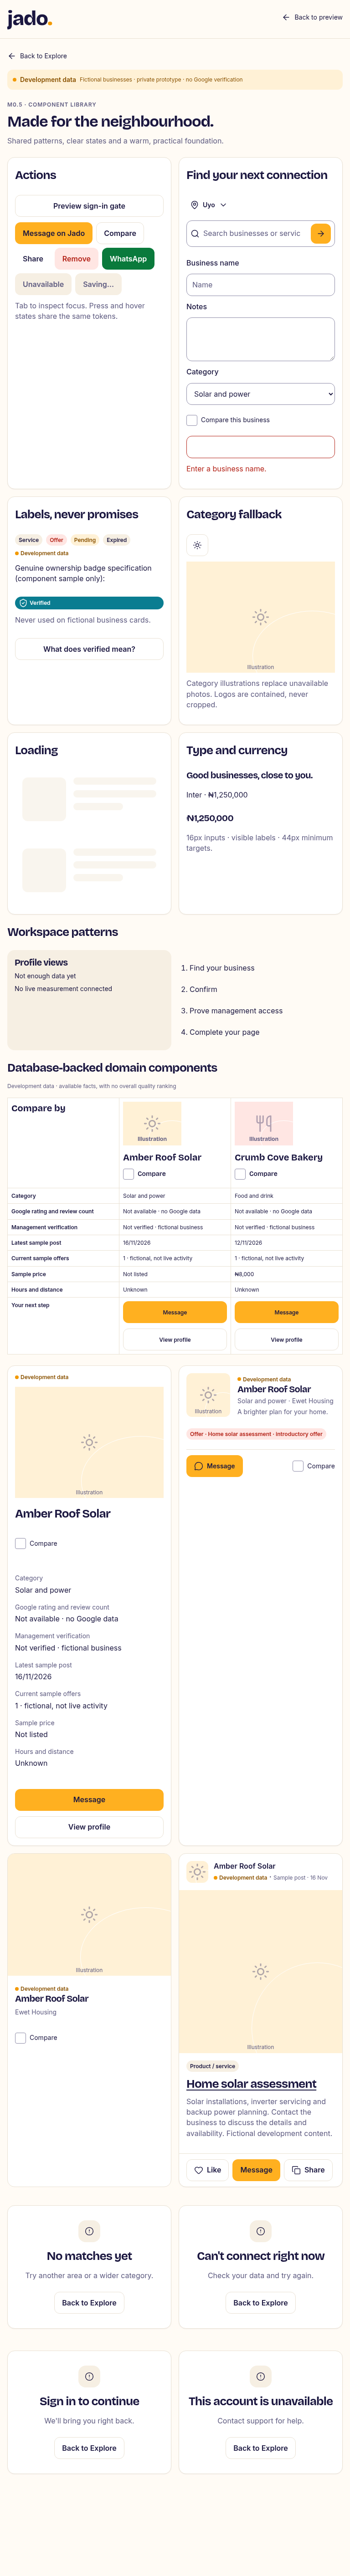 jado.
Back to preview
Back to Explore
Development data Fictional businesses · private prototype · no Google verification
M0.5 · COMPONENT LIBRARY
Made for the neighbourhood.
Shared patterns, clear states and a warm, practical foundation.
Actions
Preview sign-in gate
Message on Jado Compare
Share Remove WhatsApp
Unavailable Saving...
Tab to inspect focus. Press and hover
states share the same tokens.
Find your next connection
Uyo
Search businesses or servic
Business name
Name
Notes
Category
Solar and power
Compare this business
Enter a business name.
Labels, never promises
Service Offer Pending Expired
Development data
Genuine ownership badge specification
(component sample only):
Verified
Never used on fictional business cards.
What does verified mean?
Category fallback
Illustration
Category illustrations replace unavailable
photos. Logos are contained, never
cropped.
Loading
Type and currency
Good businesses, close to you.
Inter · ₦1,250,000
₦1,250,000
16px inputs · visible labels · 44px minimum
targets.
Workspace patterns
Profile views
Not enough data yet
No live measurement connected
1. Find your business
2. Confirm
3. Prove management access
4. Complete your page
Database-backed domain components
Development data · available facts, with no overall quality ranking
Compare by
Illustration
Amber Roof Solar
Compare
Illustration
Crumb Cove Bakery
Compare
Category Solar and power Food and drink
Google rating and review count Not available · no Google data Not available · no Google data
Management verification Not verified · fictional business Not verified · fictional business
Latest sample post 16/11/2026 12/11/2026
Current sample offers 1 · fictional, not live activity 1 · fictional, not live activity
Sample price Not listed ₦8,000
Hours and distance Unknown Unknown
Your next step Message Message
View profile View profile
Development data
Illustration
Amber Roof Solar
Compare
Category
Solar and power
Google rating and review count
Not available · no Google data
Management verification
Not verified · fictional business
Latest sample post
16/11/2026
Current sample offers
1 · fictional, not live activity
Sample price
Not listed
Hours and distance
Unknown
Message
View profile
Illustration
Development data
Amber Roof Solar
Solar and power · Ewet Housing
A brighter plan for your home.
Offer · Home solar assessment · Introductory offer
Message Compare
Illustration
Development data
Amber Roof Solar
Ewet Housing
Compare
Amber Roof Solar
Development data · Sample post · 16 Nov
Illustration
Product / service
Home solar assessment
Solar installations, inverter servicing and
backup power planning. Contact the
business to discuss the details and
availability. Fictional development content.
Like Message Share
No matches yet
Try another area or a wider category.
Back to Explore
Can't connect right now
Check your data and try again.
Back to Explore
Sign in to continue
We'll bring you right back.
Back to Explore
This account is unavailable
Contact support for help.
Back to Explore